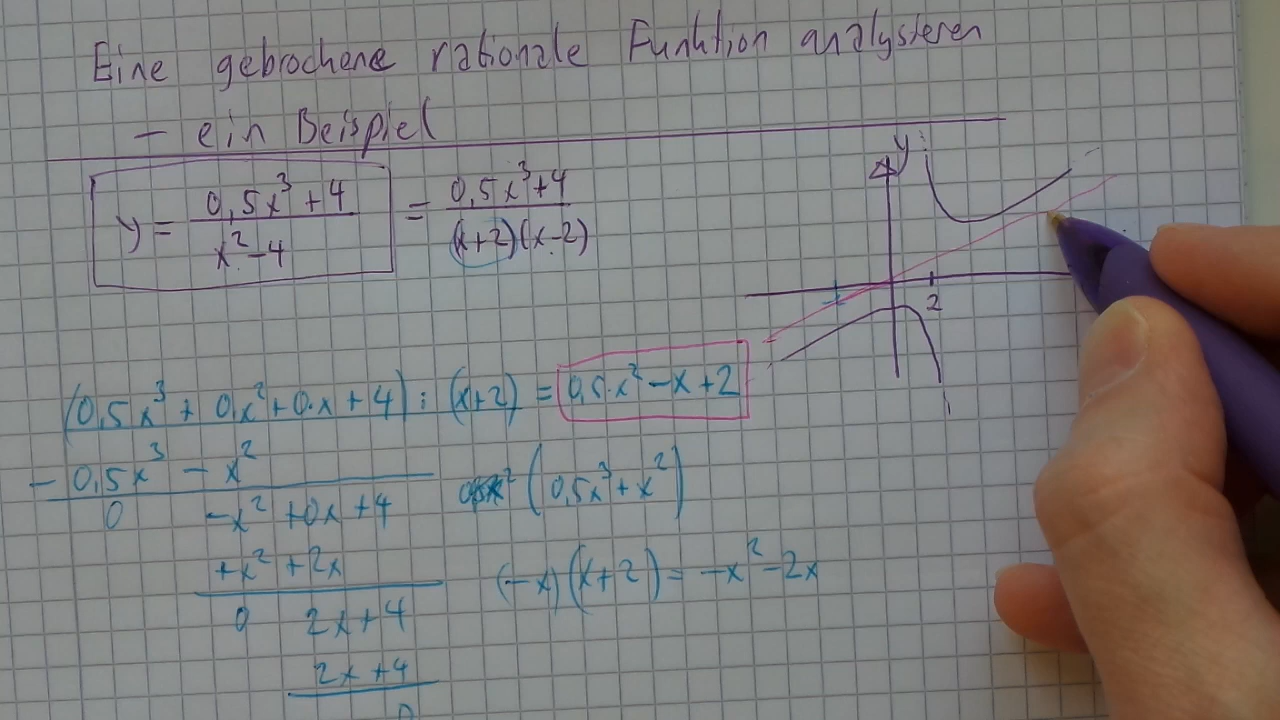 Eine gebrochene rationale Funktion analysieren
- ein Beispiel
y = (0,5x³+4)/(x²-4) = (0,5x³+4)/((x+2)(x-2))
y
2
(0,5x³ + 0x² + 0·x + 4) : (x+2) = 0,5·x² - x + 2
- 0,5x³ - x²
(0,5x³ + x²)
0 -x² + 0x + 4
+x² + 2x
(-x)(x+2) = -x² - 2x
0 2x + 4
2x + 4
0